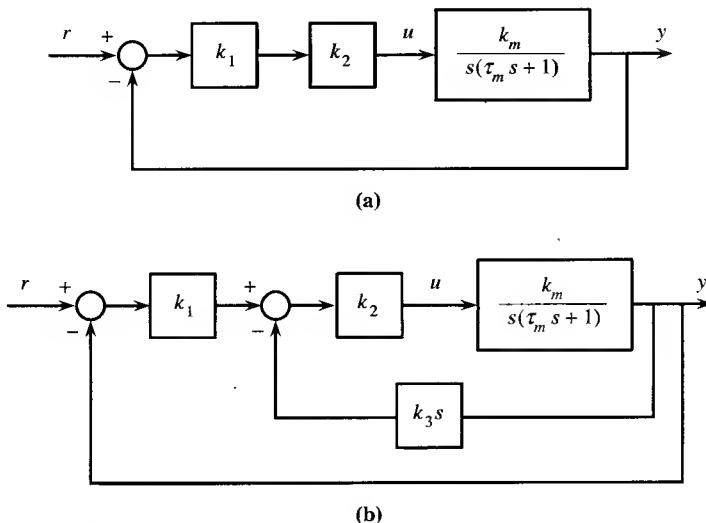 r + − k₁ k₂ u kₘ / s(τₘ s + 1) y
(a)
r + − k₁ + − k₂ u kₘ / s(τₘ s + 1) y
k₃s
(b)